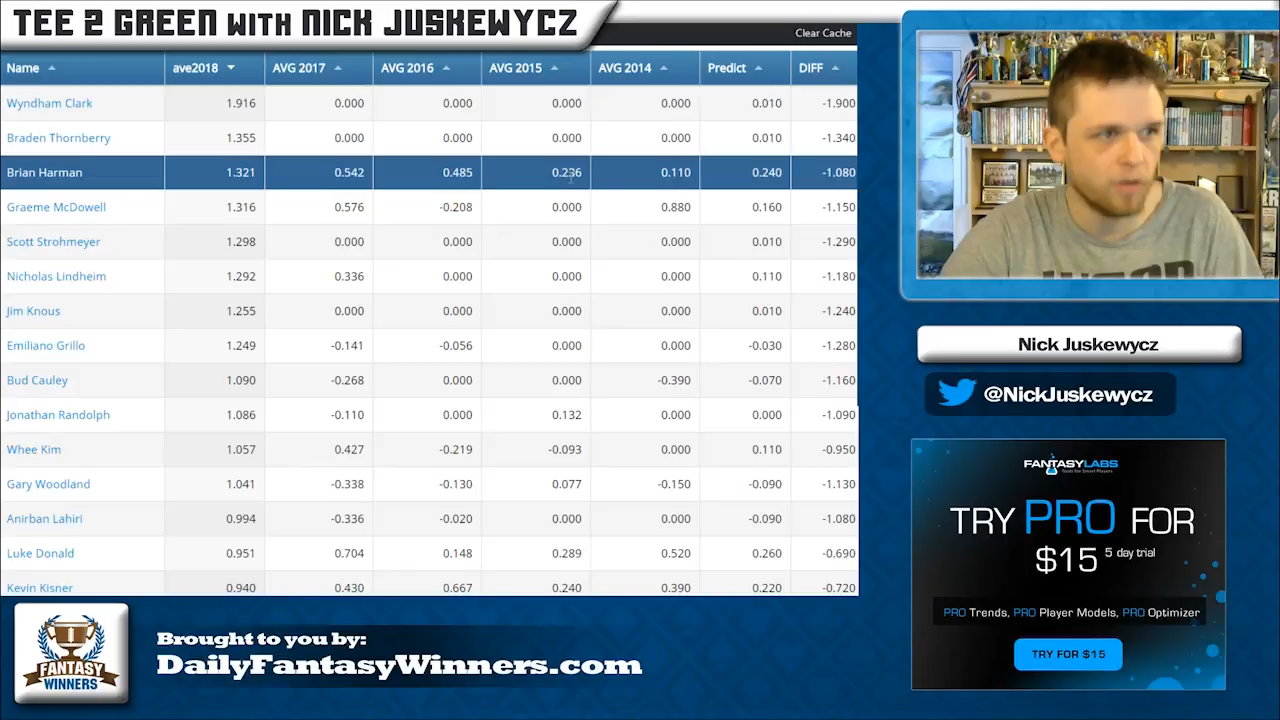 TEE 2 GREEN WITH NICK JUSKEWYCZ
Clear Cache
Name ave2018 AVG 2017 AVG 2016 AVG 2015 AVG 2014 Predict DIFF
Wyndham Clark 1.916 0.000 0.000 0.000 0.000 0.010 -1.900
Braden Thornberry 1.355 0.000 0.000 0.000 0.000 0.010 -1.340
Brian Harman 1.321 0.542 0.485 0.236 0.110 0.240 -1.080
Graeme McDowell 1.316 0.576 -0.208 0.000 0.880 0.160 -1.150
Scott Strohmeyer 1.298 0.000 0.000 0.000 0.000 0.010 -1.290
Nicholas Lindheim 1.292 0.336 0.000 0.000 0.000 0.110 -1.180
Jim Knous 1.255 0.000 0.000 0.000 0.000 0.010 -1.240
Emiliano Grillo 1.249 -0.141 -0.056 0.000 0.000 -0.030 -1.280
Bud Cauley 1.090 -0.268 0.000 0.000 -0.390 -0.070 -1.160
Jonathan Randolph 1.086 -0.110 0.000 0.132 0.000 0.000 -1.090
Whee Kim 1.057 0.427 -0.219 -0.093 0.000 0.110 -0.950
Gary Woodland 1.041 -0.338 -0.130 0.077 -0.150 -0.090 -1.130
Anirban Lahiri 0.994 -0.336 -0.020 0.000 0.000 -0.090 -1.080
Luke Donald 0.951 0.704 0.148 0.289 0.520 0.260 -0.690
Kevin Kisner 0.940 0.430 0.667 0.240 0.390 0.220 -0.720
Nick Juskewycz
@NickJuskewycz
FANTASYLABS
Tools For Smart Players
TRY PRO FOR
$15 5 day trial
PRO Trends, PRO Player Models, PRO Optimizer
TRY FOR $15
FANTASY
WINNERS
Brought to you by:
DailyFantasyWinners.com